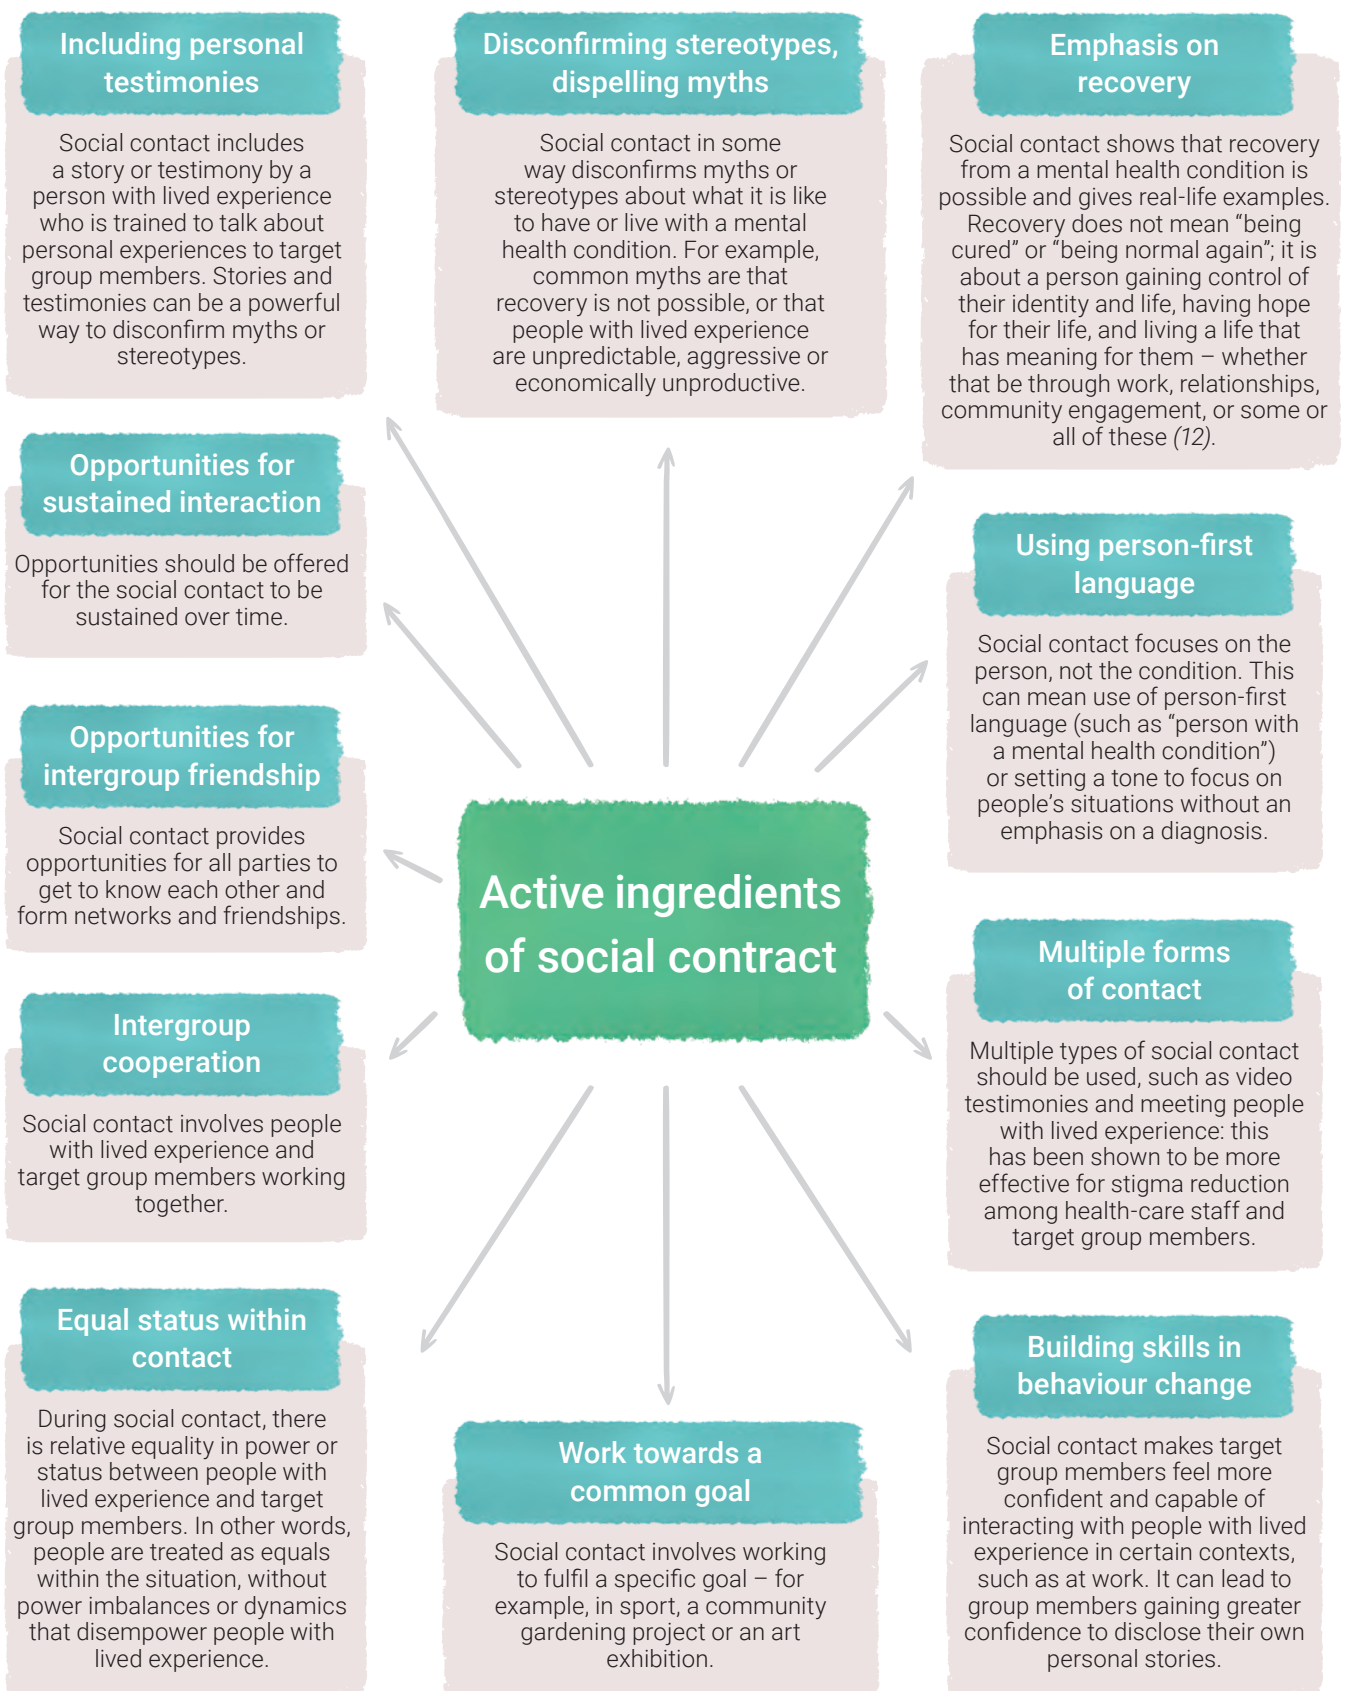 Including personal
testimonies
Social contact includes
a story or testimony by a
person with lived experience
who is trained to talk about
personal experiences to target
group members. Stories and
testimonies can be a powerful
way to disconfirm myths or
stereotypes.
Disconfirming stereotypes,
dispelling myths
Social contact in some
way disconfirms myths or
stereotypes about what it is like
to have or live with a mental
health condition. For example,
common myths are that
recovery is not possible, or that
people with lived experience
are unpredictable, aggressive or
economically unproductive.
Emphasis on
recovery
Social contact shows that recovery
from a mental health condition is
possible and gives real-life examples.
Recovery does not mean “being
cured” or “being normal again”; it is
about a person gaining control of
their identity and life, having hope
for their life, and living a life that
has meaning for them – whether
that be through work, relationships,
community engagement, or some or
all of these (12).
Opportunities for
sustained interaction
Opportunities should be offered
for the social contact to be
sustained over time.
Using person-first
language
Social contact focuses on the
person, not the condition. This
can mean use of person-first
language (such as “person with
a mental health condition”)
or setting a tone to focus on
people’s situations without an
emphasis on a diagnosis.
Opportunities for
intergroup friendship
Social contact provides
opportunities for all parties to
get to know each other and
form networks and friendships.
Active ingredients
of social contract
Multiple forms
of contact
Multiple types of social contact
should be used, such as video
testimonies and meeting people
with lived experience: this
has been shown to be more
effective for stigma reduction
among health-care staff and
target group members.
Intergroup
cooperation
Social contact involves people
with lived experience and
target group members working
together.
Equal status within
contact
During social contact, there
is relative equality in power or
status between people with
lived experience and target
group members. In other words,
people are treated as equals
within the situation, without
power imbalances or dynamics
that disempower people with
lived experience.
Work towards a
common goal
Social contact involves working
to fulfil a specific goal – for
example, in sport, a community
gardening project or an art
exhibition.
Building skills in
behaviour change
Social contact makes target
group members feel more
confident and capable of
interacting with people with lived
experience in certain contexts,
such as at work. It can lead to
group members gaining greater
confidence to disclose their own
personal stories.